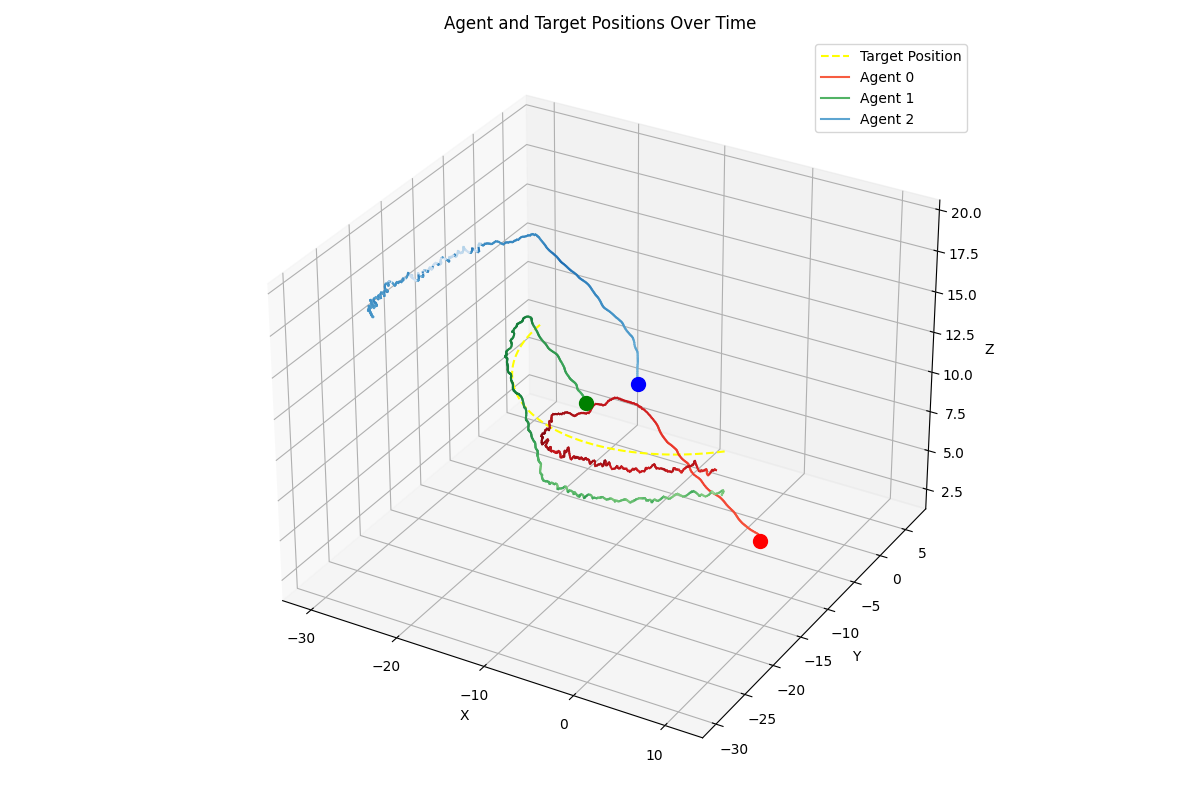 Agent and Target Positions Over Time
Target Position
Agent 0
Agent 1
Agent 2
20.0
17.5
15.0
12.5
10.0
7.5
5.0
2.5
Z
5
0
−5
−10
−15
−20
−25
−30
Y
−30
−20
−10
0
10
X